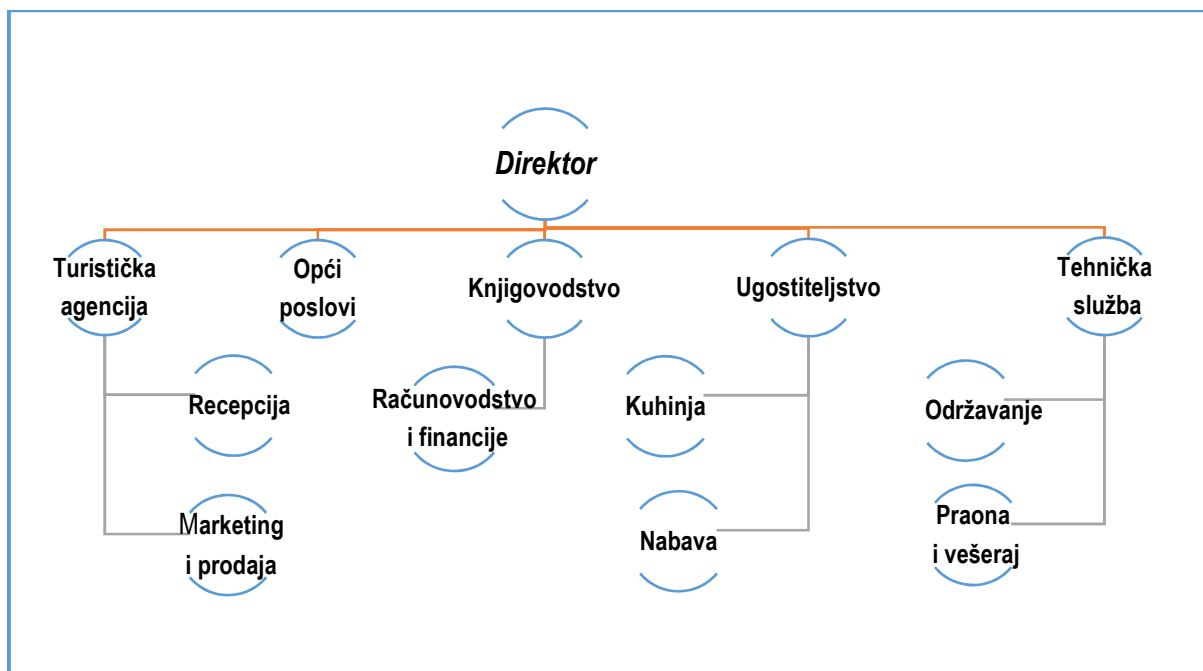 Direktor
Turistička
agencija
Opći
poslovi
Knjigovodstvo
Ugostiteljstvo
Tehnička
služba
Recepcija
Računovodstvo
i financije
Kuhinja
Održavanje
Marketing
i prodaja
Nabava
Praona
i vešeraj